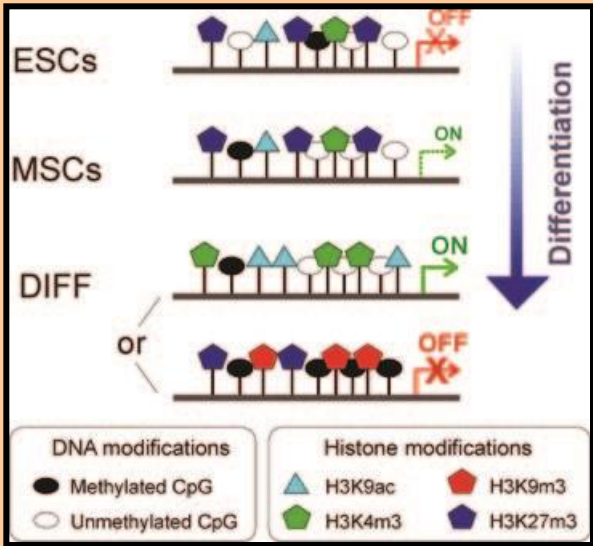 OFF
ESCs
ON
MSCs
ON
DIFF
Differentiation
or
OFF
DNA modifications
Methylated CpG
Unmethylated CpG
Histone modifications
H3K9ac
H3K9m3
H3K4m3
H3K27m3